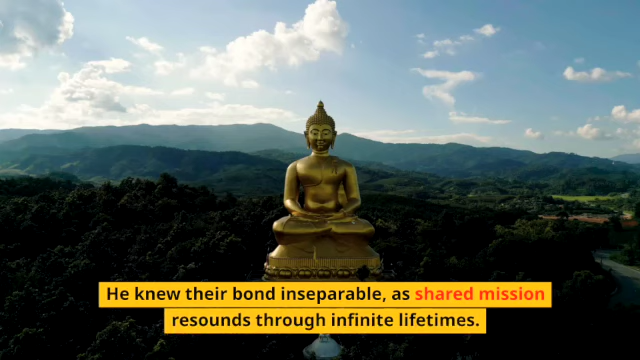 He knew their bond inseparable, as shared mission
resounds through infinite lifetimes.